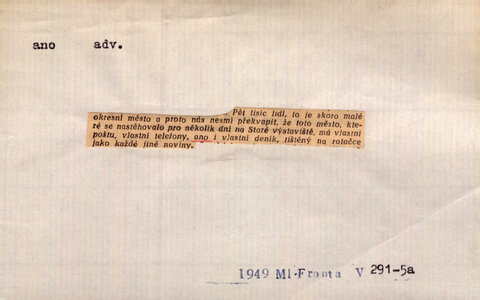 ano adv.
Pět tisíc lidí, to je skoro malé
okresní město a proto nás nesmí překvapit, že toto město, kte-
ré se nastěhovalo pro několik dní na Staré výstaviště, má vlastní
poštu, vlastní telefony, ano i vlastní deník, tištěný na rotačce
jako každé jiné noviny.
1949 Ml·Fronta V 291-5a